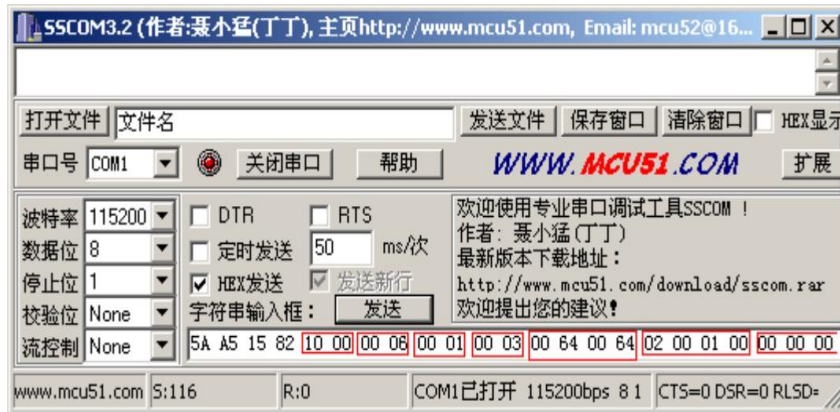 SSCOM3.2 (作者:聂小猛(丁丁), 主页http://www.mcu51.com, Email: mcu52@16...
打开文件 文件名 发送文件 保存窗口 清除窗口 HEX显示
串口号 COM1 关闭串口 帮助 WWW.MCU51.COM 扩展
波特率 115200 DTR RTS
数据位 8 定时发送 50 ms/次
停止位 1 HEX发送 发送新行
校验位 None 字符串输入框： 发送
流控制 None 5A A5 15 82 10 00 00 06 00 01 00 03 00 64 00 64 02 00 01 00 00 00 00
欢迎使用专业串口调试工具SSCOM !
作者: 聂小猛(丁丁)
最新版本下载地址：
http://www.mcu51.com/download/sscom.rar
欢迎提出您的建议!
www.mcu51.com S:116 R:0 COM1已打开 115200bps 8 1 CTS=0 DSR=0 RLSD=